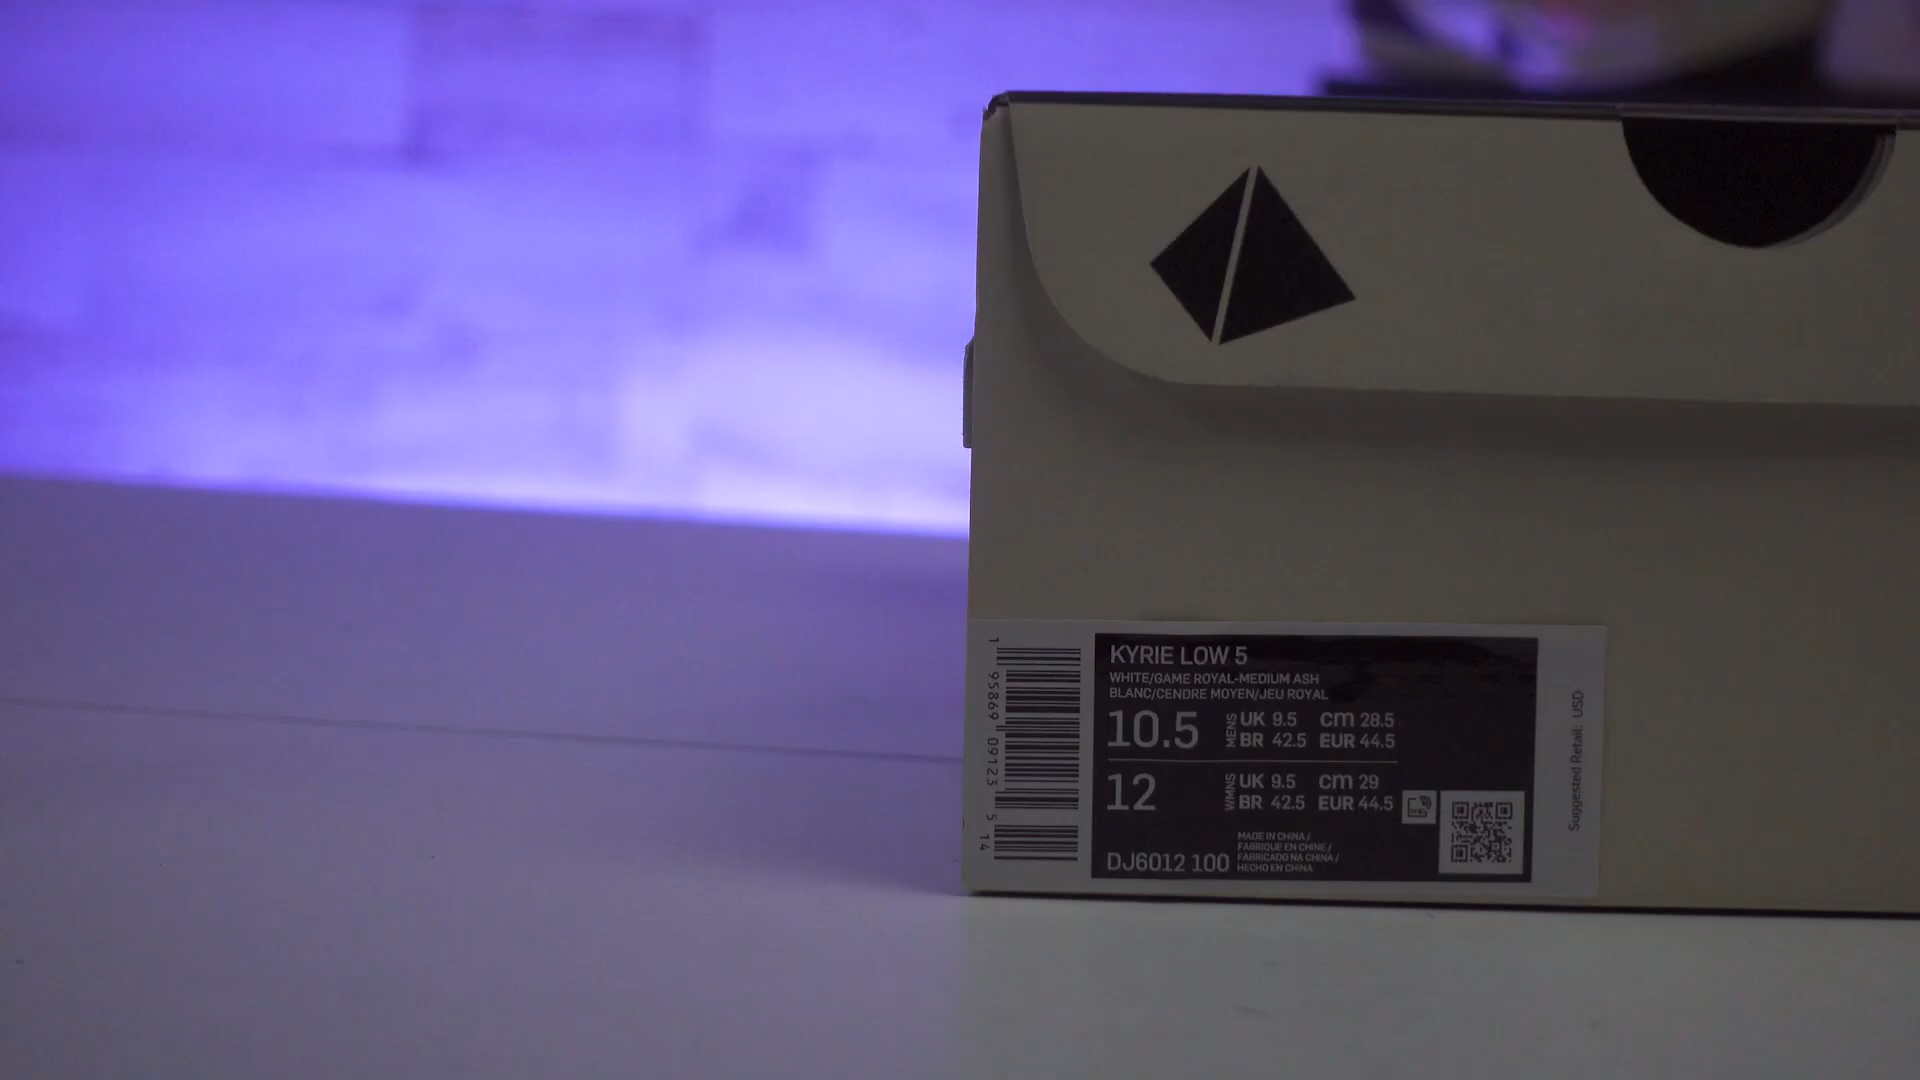 KYRIE LOW 5
WHITE/GAME ROYAL-MEDIUM ASH
BLANC/CENDRE MOYEN/JEU ROYAL
10.5 MENS UK 9.5 cm 28.5
BR 42.5 EUR 44.5
12 WMNS UK 9.5 cm 29
BR 42.5 EUR 44.5
DJ6012 100
MADE IN CHINA /
FABRIQUE EN CHINE /
FABRICADO NA CHINA /
HECHO EN CHINA
1 95869 09123 5 14
Suggested Retail: USD